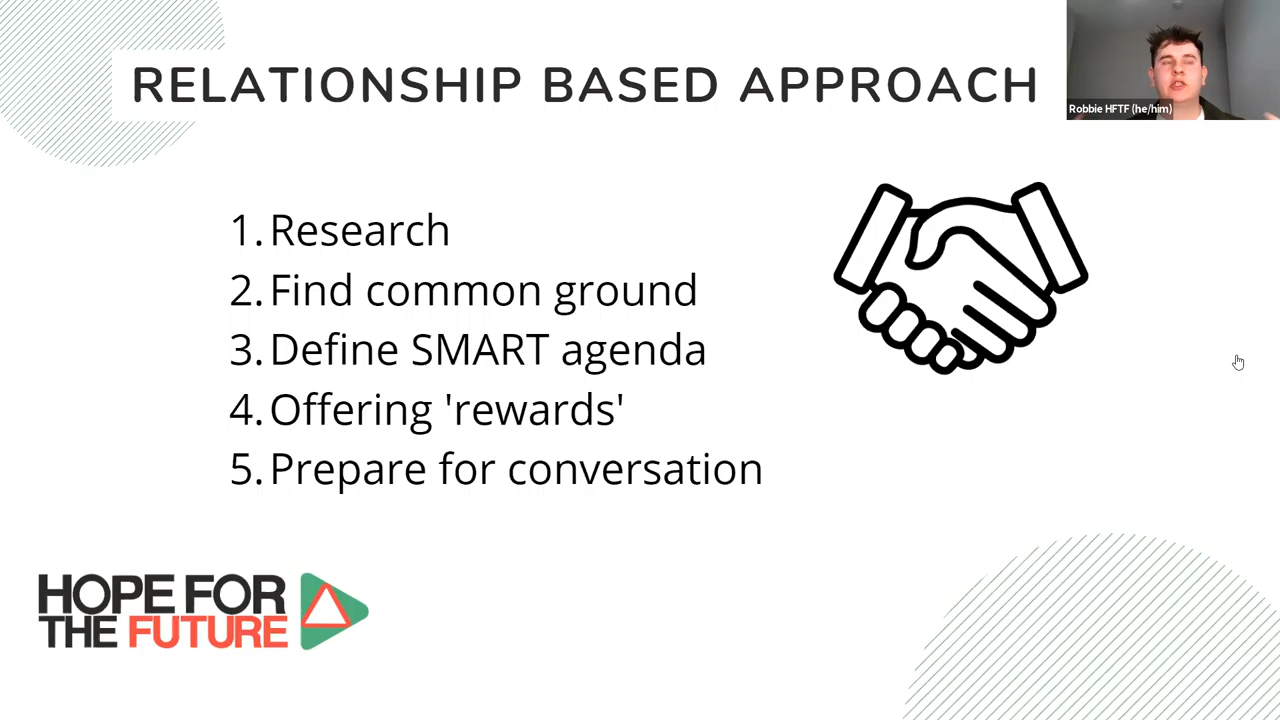 RELATIONSHIP BASED APPROACH
Robbie HFTF (he/him)
1. Research
2. Find common ground
3. Define SMART agenda
4. Offering 'rewards'
5. Prepare for conversation
HOPE FOR
THE FUTURE